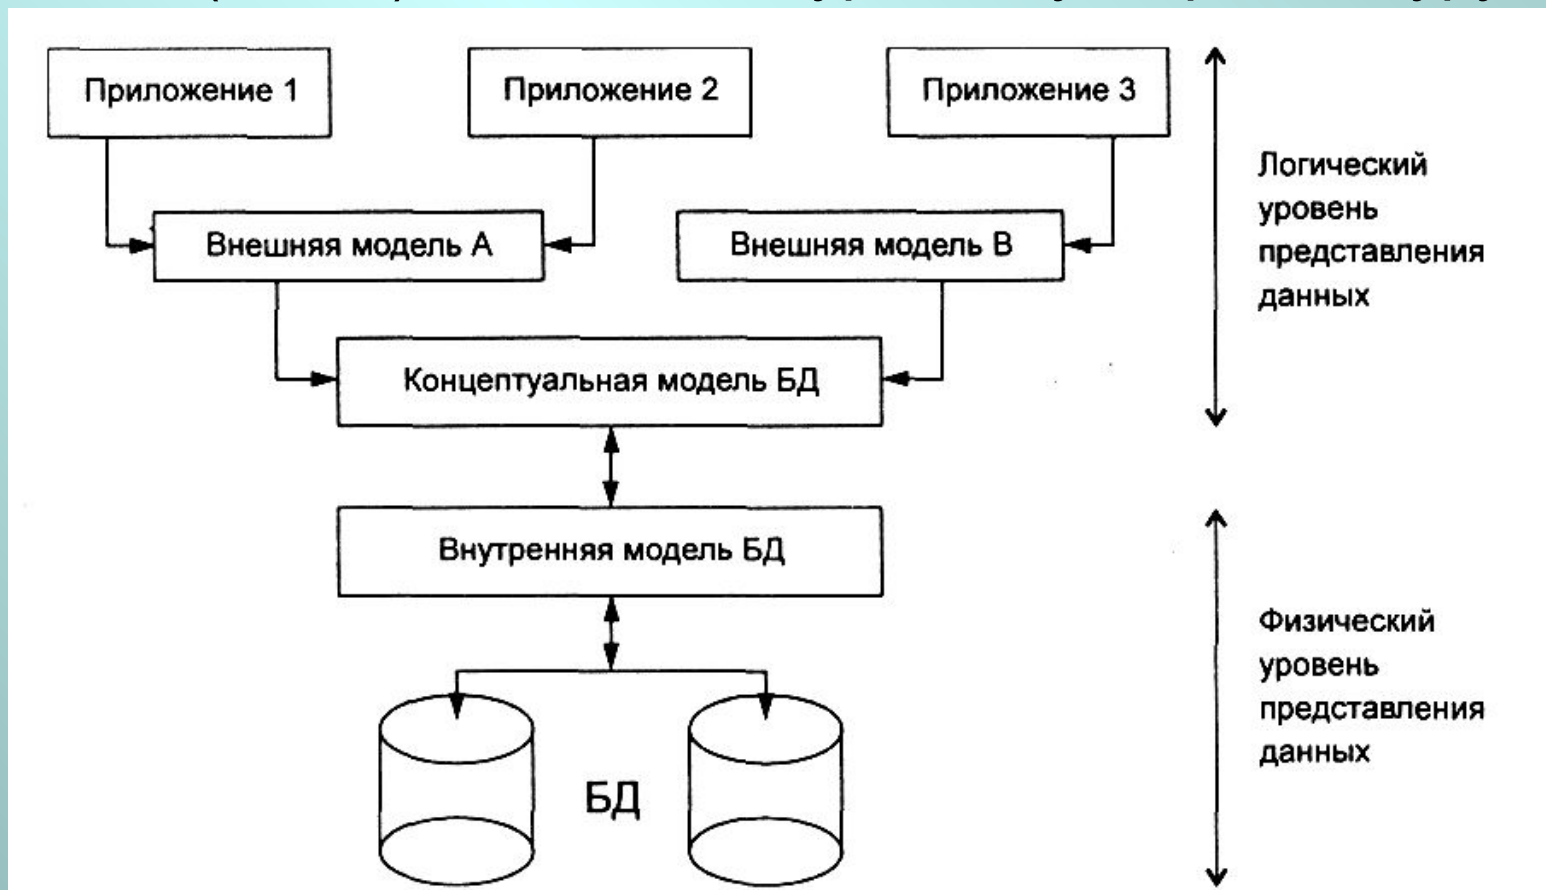 Приложение 1
Приложение 2
Приложение 3
Логический
уровень
представления
данных
Внешняя модель А
Внешняя модель В
Концептуальная модель БД
Внутренняя модель БД
Физический
уровень
представления
данных
БД